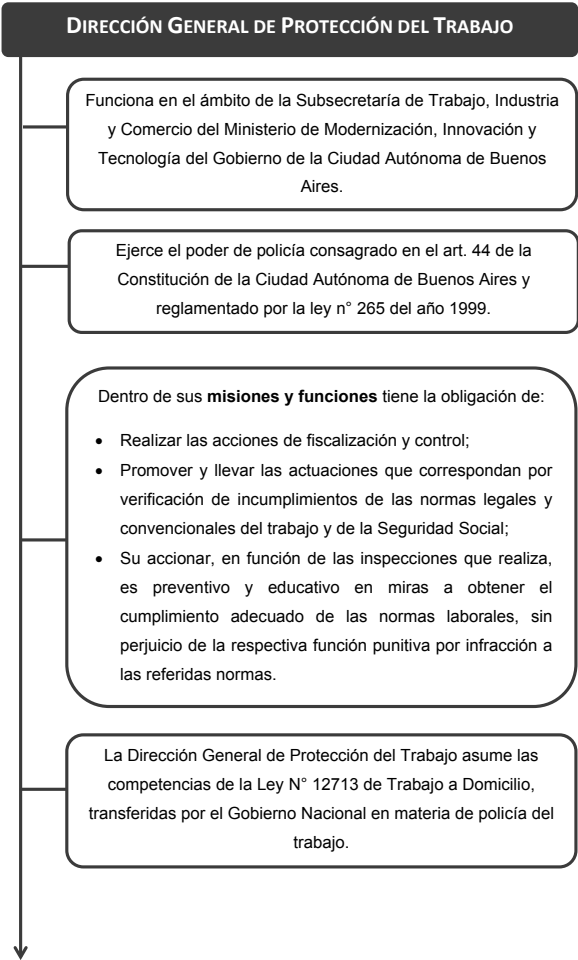 DIRECCIÓN GENERAL DE PROTECCIÓN DEL TRABAJO
Funciona en el ámbito de la Subsecretaría de Trabajo, Industria
y Comercio del Ministerio de Modernización, Innovación y
Tecnología del Gobierno de la Ciudad Autónoma de Buenos
Aires.
Ejerce el poder de policía consagrado en el art. 44 de la
Constitución de la Ciudad Autónoma de Buenos Aires y
reglamentado por la ley n° 265 del año 1999.
Dentro de sus misiones y funciones tiene la obligación de:
• Realizar las acciones de fiscalización y control;
• Promover y llevar las actuaciones que correspondan por
verificación de incumplimientos de las normas legales y
convencionales del trabajo y de la Seguridad Social;
• Su accionar, en función de las inspecciones que realiza,
es preventivo y educativo en miras a obtener el
cumplimiento adecuado de las normas laborales, sin
perjuicio de la respectiva función punitiva por infracción a
las referidas normas.
La Dirección General de Protección del Trabajo asume las
competencias de la Ley N° 12713 de Trabajo a Domicilio,
transferidas por el Gobierno Nacional en materia de policía del
trabajo.